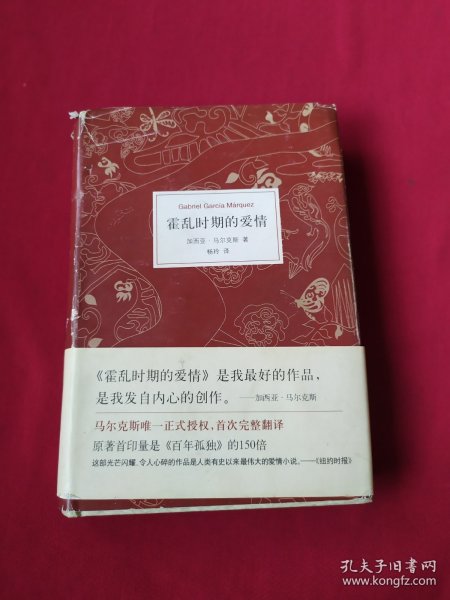 Gabriel García Márquez
霍乱时期的爱情
加西亚·马尔克斯 著
杨玲 译
《霍乱时期的爱情》是我最好的作品，
是我发自内心的创作。——加西亚·马尔克斯
马尔克斯唯一正式授权，首次完整翻译
原著首印量是《百年孤独》的150倍
这部光芒闪耀、令人心碎的作品是人类有史以来最伟大的爱情小说。——《纽约时报》
孔夫子旧书网
www.kongfz.com